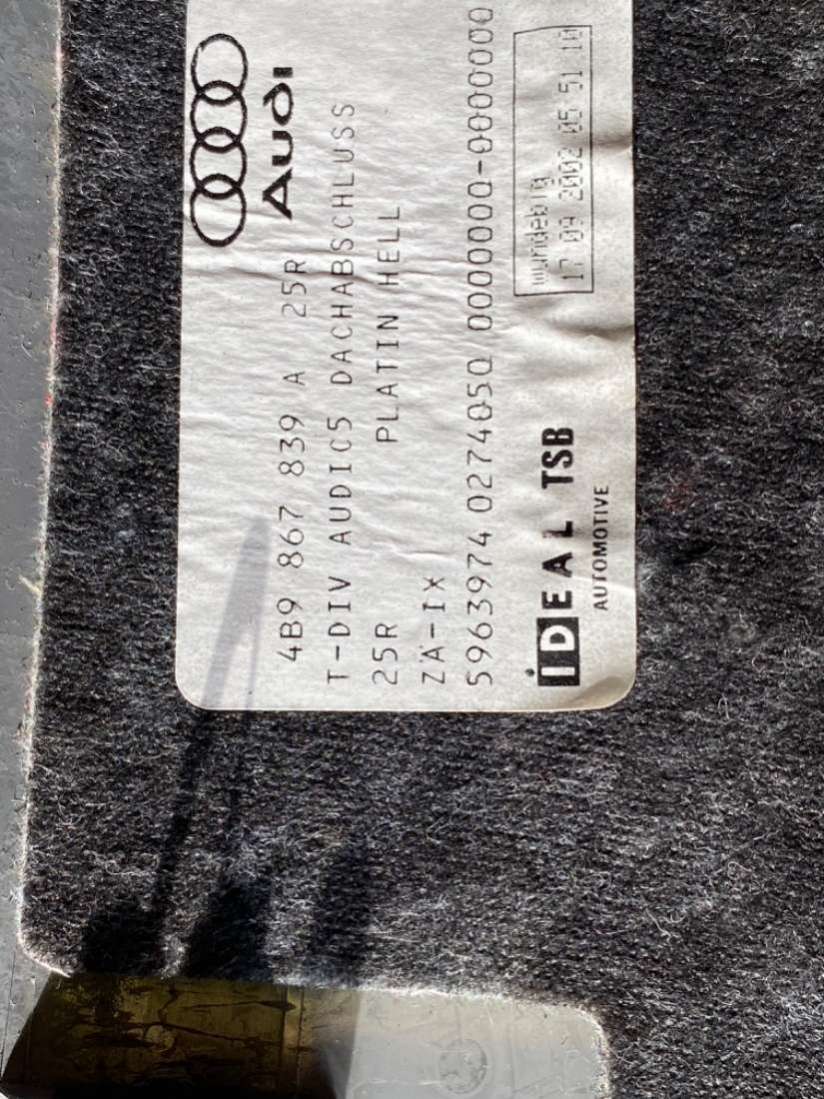 Audi
4B9 867 839 A 25R
T-DIV AUDIC5 DACHABSCHLUSS
25R PLATIN HELL
ZÄ-IX
5963974 0274050 0000000-0000000
iDEAL TSB
AUTOMOTIVE
17 09 2002 05 51 10